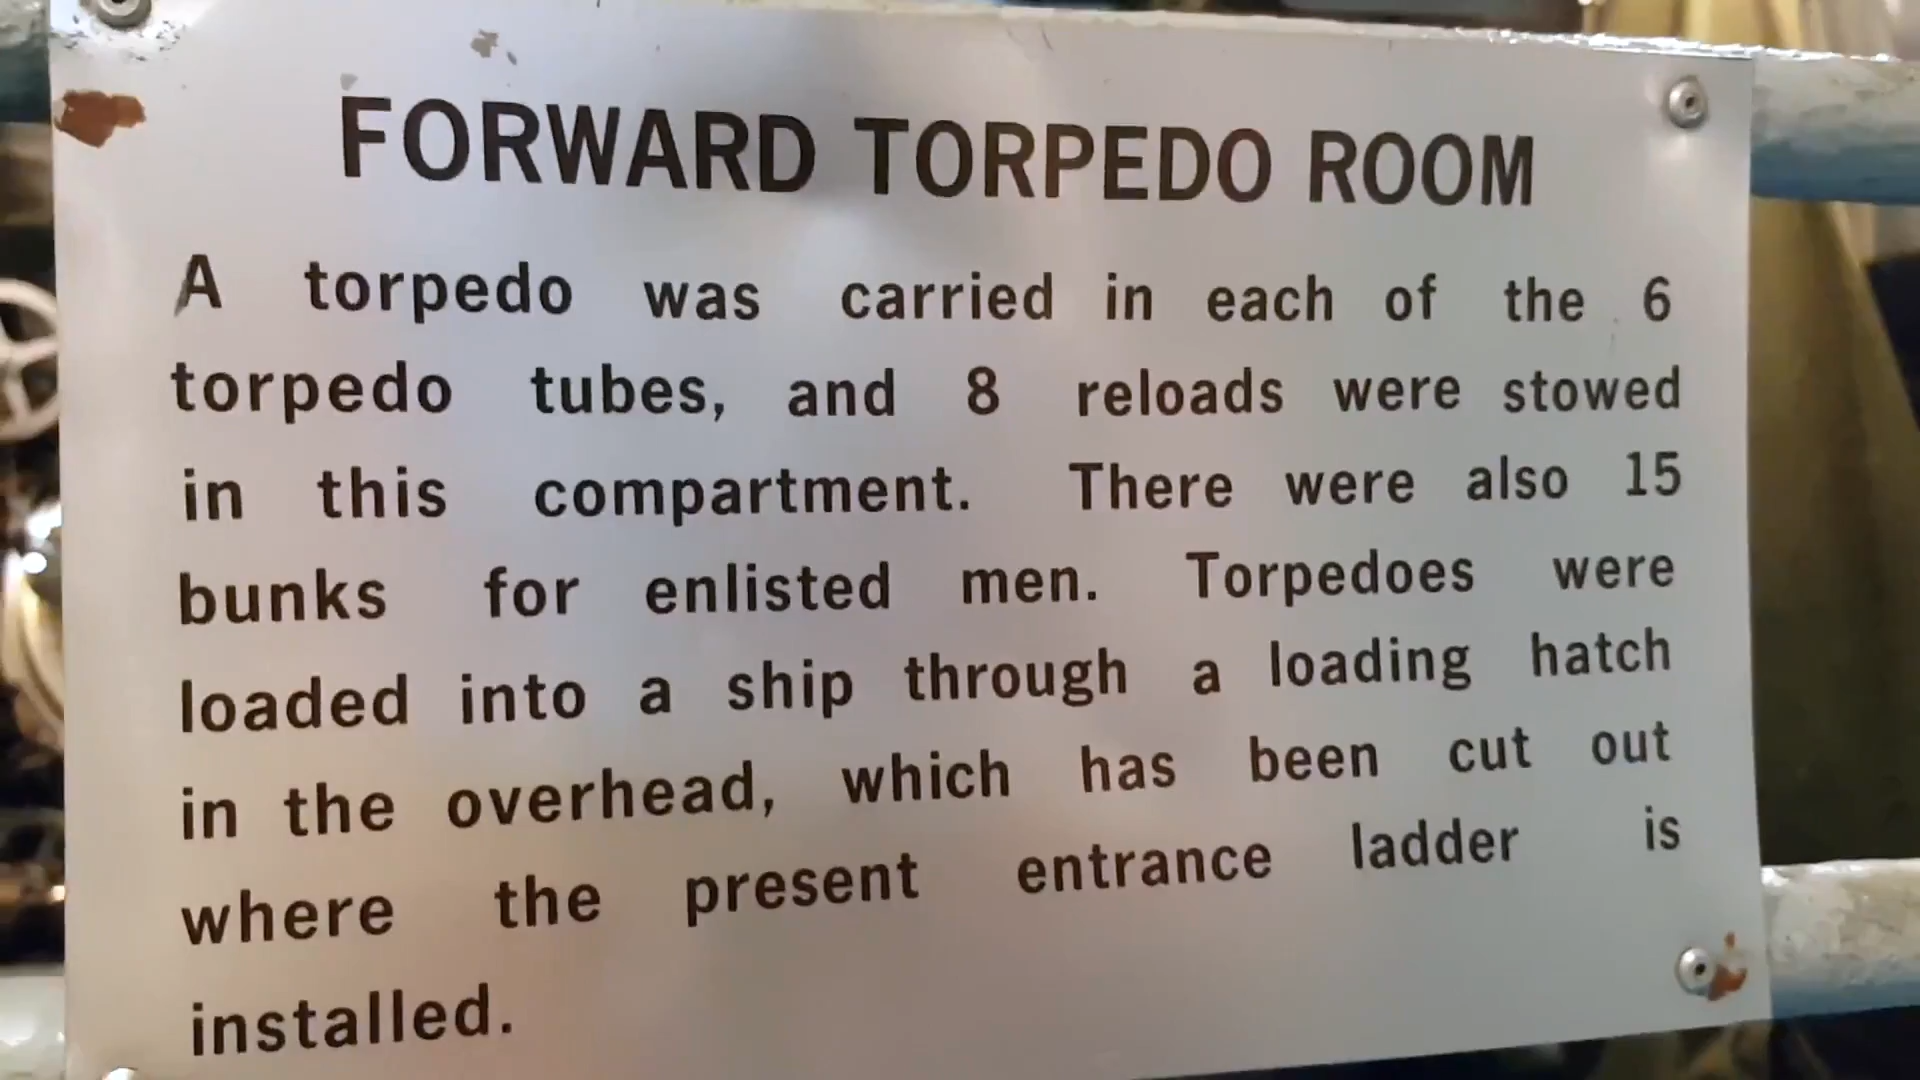 FORWARD TORPEDO ROOM
A torpedo was carried in each of the 6
torpedo tubes, and 8 reloads were stowed
in this compartment. There were also 15
bunks for enlisted men. Torpedoes were
loaded into a ship through a loading hatch
in the overhead, which has been cut out
where the present entrance ladder is
installed.